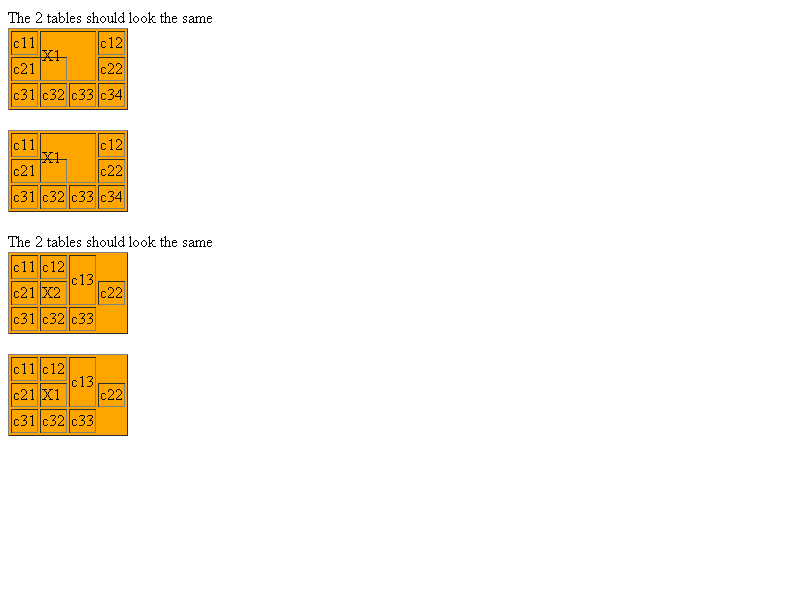 The 2 tables should look the same
c11 X1 c12
c21 c22
c31 c32 c33 c34
c11 X1 c12
c21 c22
c31 c32 c33 c34
The 2 tables should look the same
c11 c12 c13
c21 X2 c22
c31 c32 c33
c11 c12 c13
c21 X1 c22
c31 c32 c33